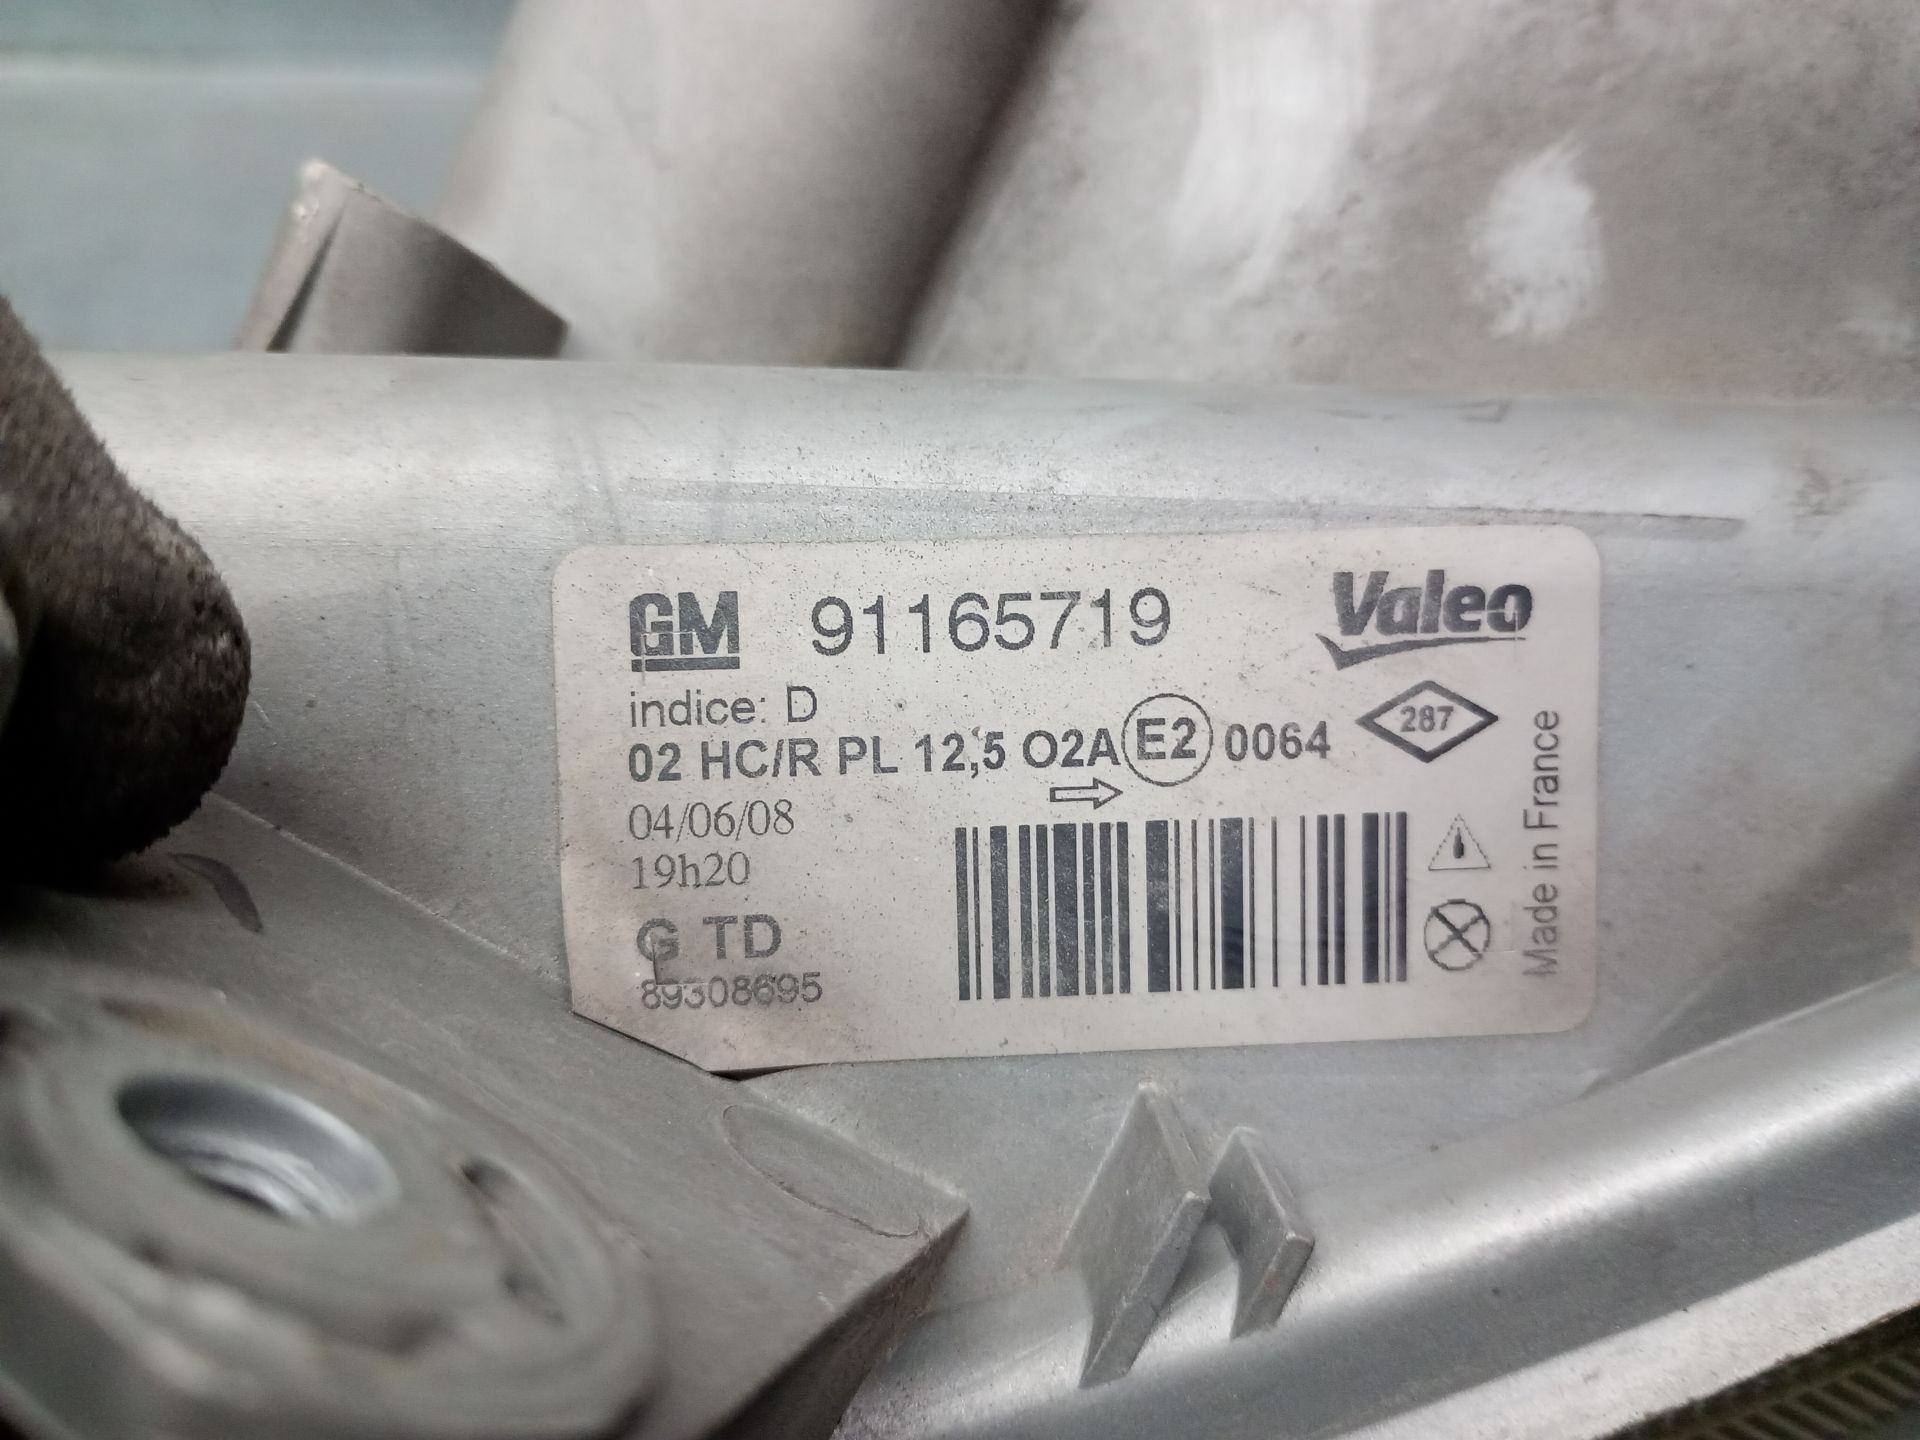 GM 91165719 Valeo
indice: D
02 HC/R PL 12,5 O2A E2 0064
287
04/06/08
19h20
G TD
89308695
Made in France